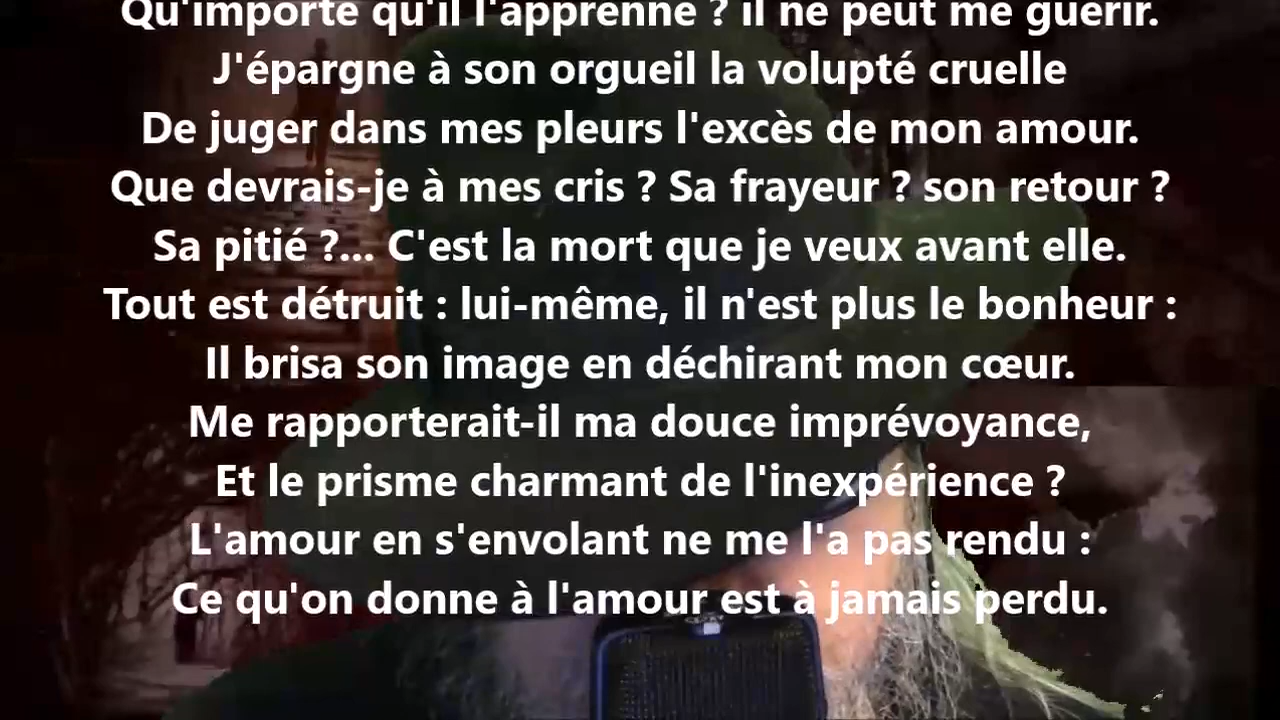 Qu'importe qu'il l'apprenne ? il ne peut me guérir.
J'épargne à son orgueil la volupté cruelle
De juger dans mes pleurs l'excès de mon amour.
Que devrais-je à mes cris ? Sa frayeur ? son retour ?
Sa pitié ?... C'est la mort que je veux avant elle.
Tout est détruit : lui-même, il n'est plus le bonheur :
Il brisa son image en déchirant mon cœur.
Me rapporterait-il ma douce imprévoyance,
Et le prisme charmant de l'inexpérience ?
L'amour en s'envolant ne me l'a pas rendu :
Ce qu'on donne à l'amour est à jamais perdu.